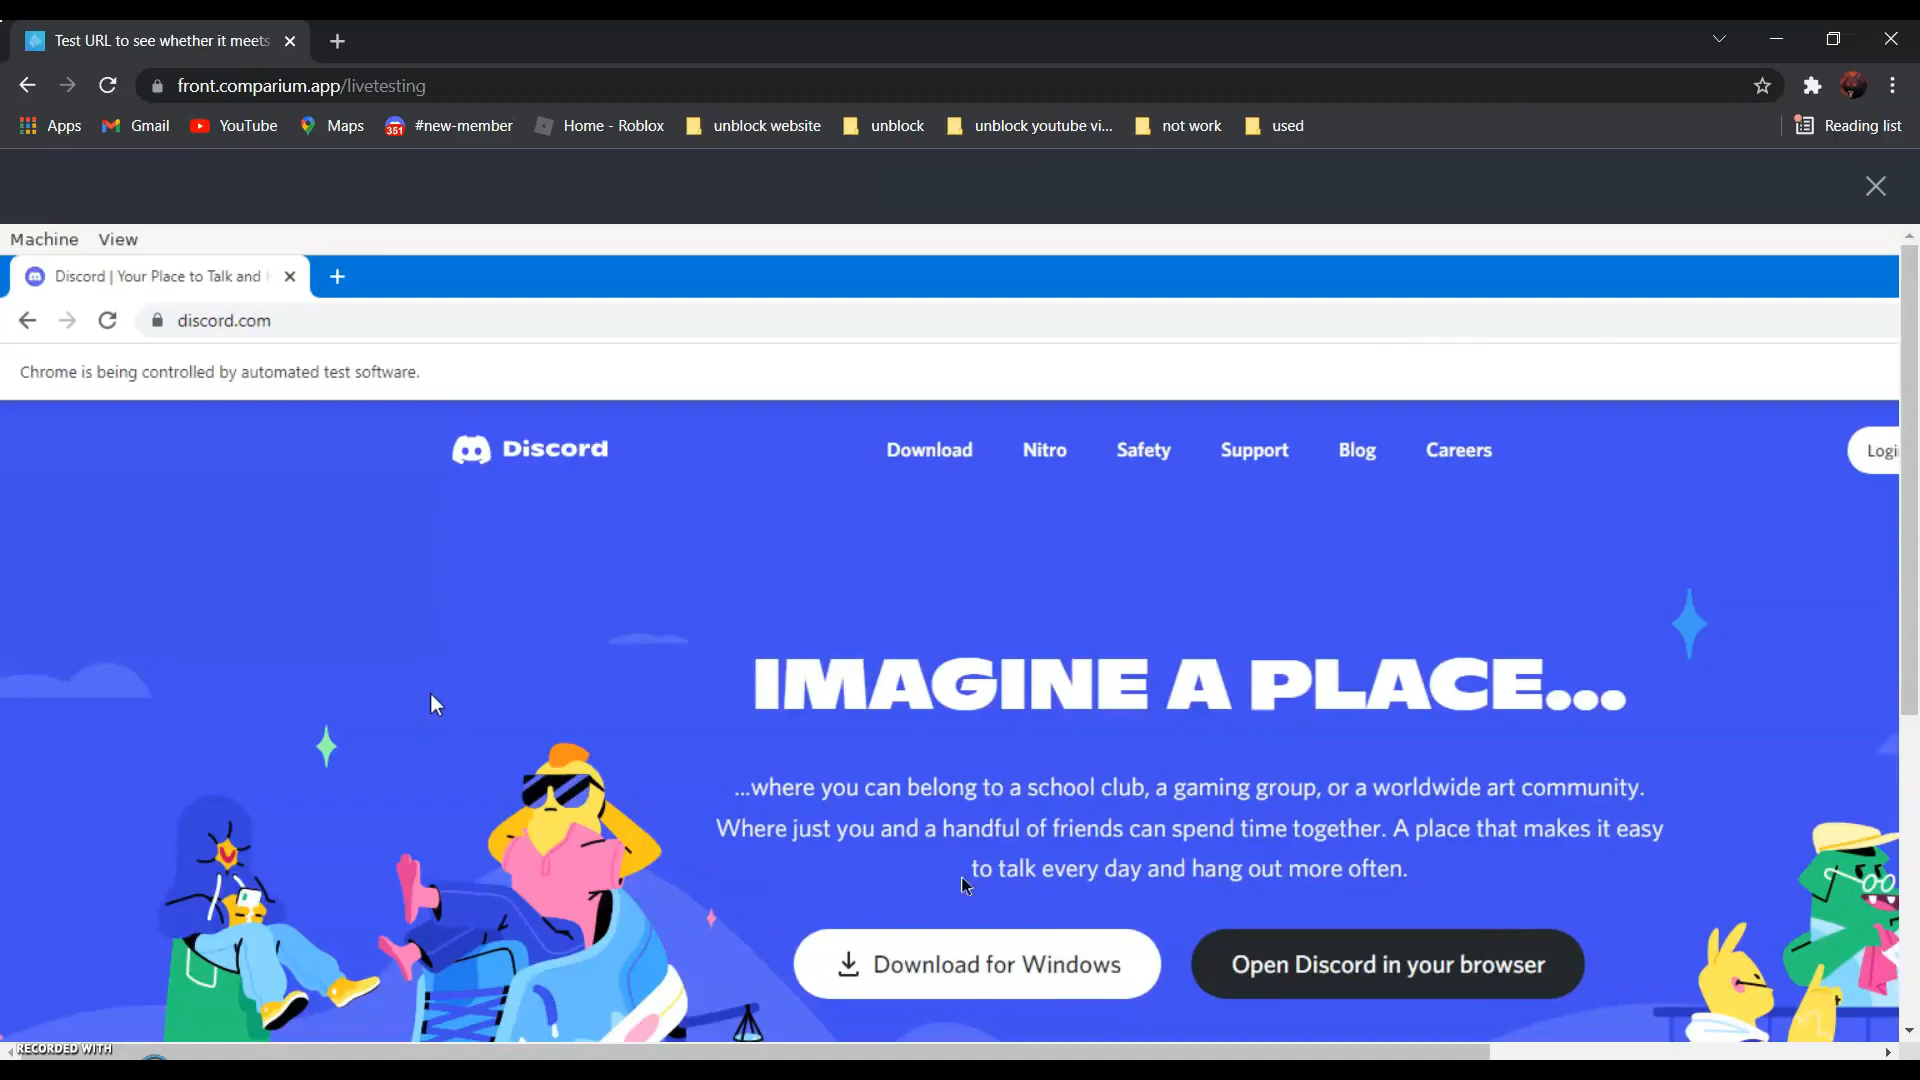 Test URL to see whether it meets
front.comparium.app/livetesting
Apps
Gmail
YouTube
Maps
351
#new-member
Home - Roblox
unblock website
unblock
unblock youtube vi...
not work
used
Reading list
Machine View
Discord | Your Place to Talk and
discord.com
Chrome is being controlled by automated test software.
Discord
Download
Nitro
Safety
Support
Blog
Careers
Logi
IMAGINE A PLACE...
...where you can belong to a school club, a gaming group, or a worldwide art community.
Where just you and a handful of friends can spend time together. A place that makes it easy
to talk every day and hang out more often.
Download for Windows
Open Discord in your browser
RECORDED WITH